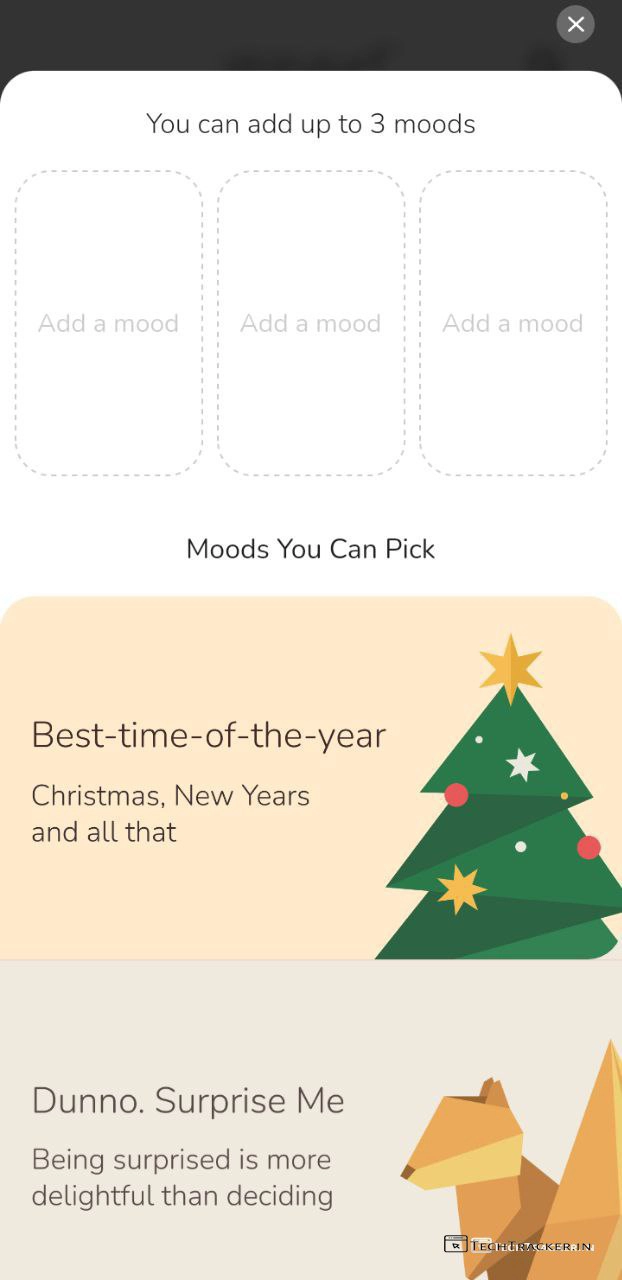 You can add up to 3 moods
Add a mood
Add a mood
Add a mood
Moods You Can Pick
Best-time-of-the-year
Christmas, New Years
and all that
Dunno. Surprise Me
Being surprised is more
delightful than deciding
TECHTRACKER.IN